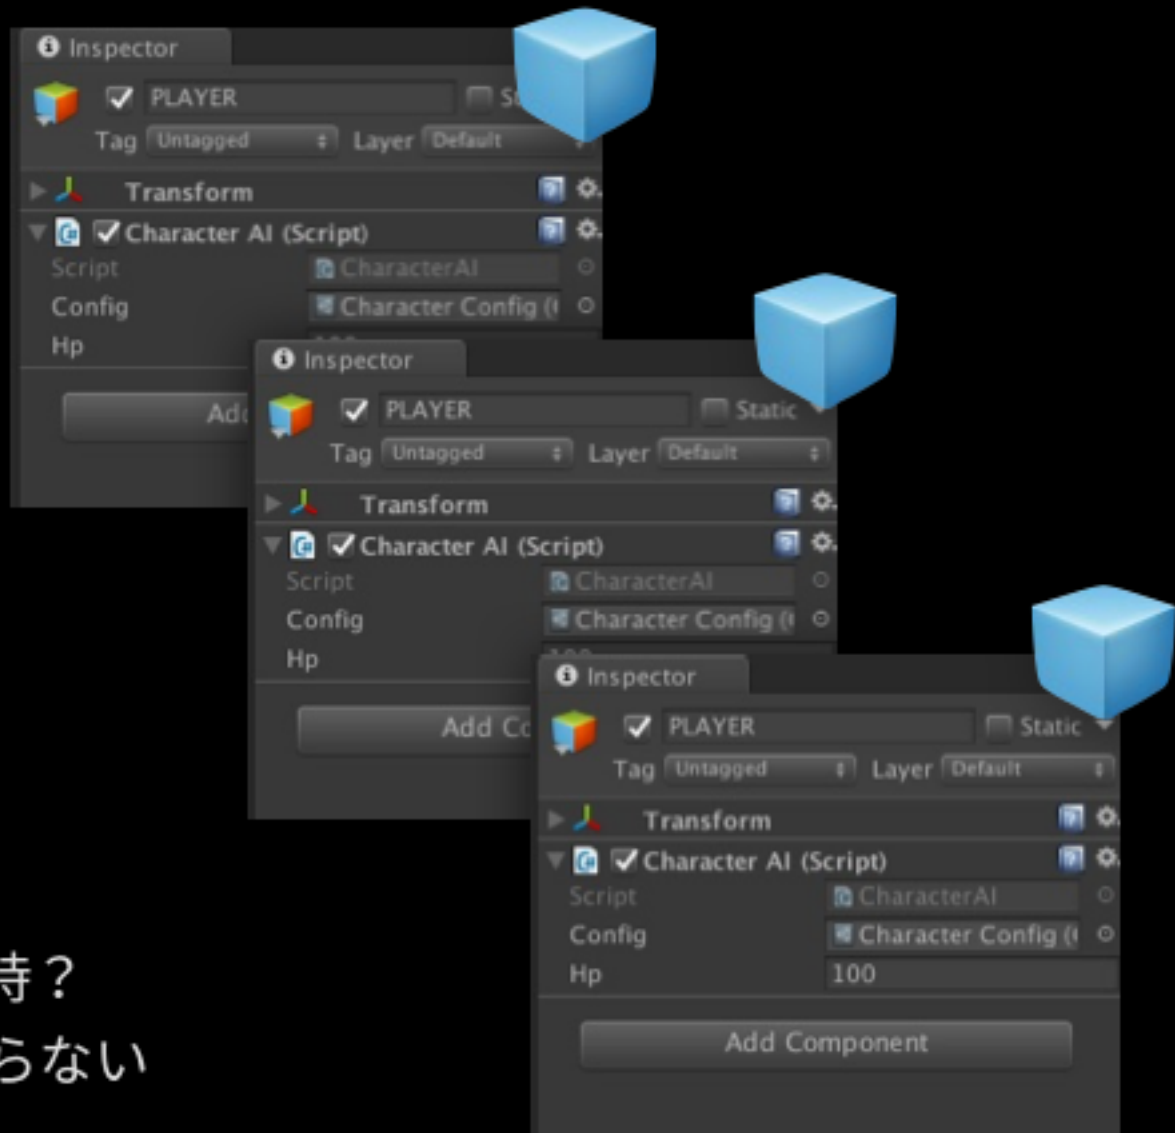 Inspector
PLAYER
Tag Untagged Layer Default
Transform
Character AI (Script)
Script CharacterAI
Config Character Config (
Hp
Inspector
PLAYER Static
Tag Untagged Layer Default
Transform
Character AI (Script)
Script CharacterAI
Config Character Config (
Hp
Add
Inspector
PLAYER Static
Tag Untagged Layer Default
Transform
Character AI (Script)
Script CharacterAI
Config Character Config (
Hp 100
Add Component
時？
らない